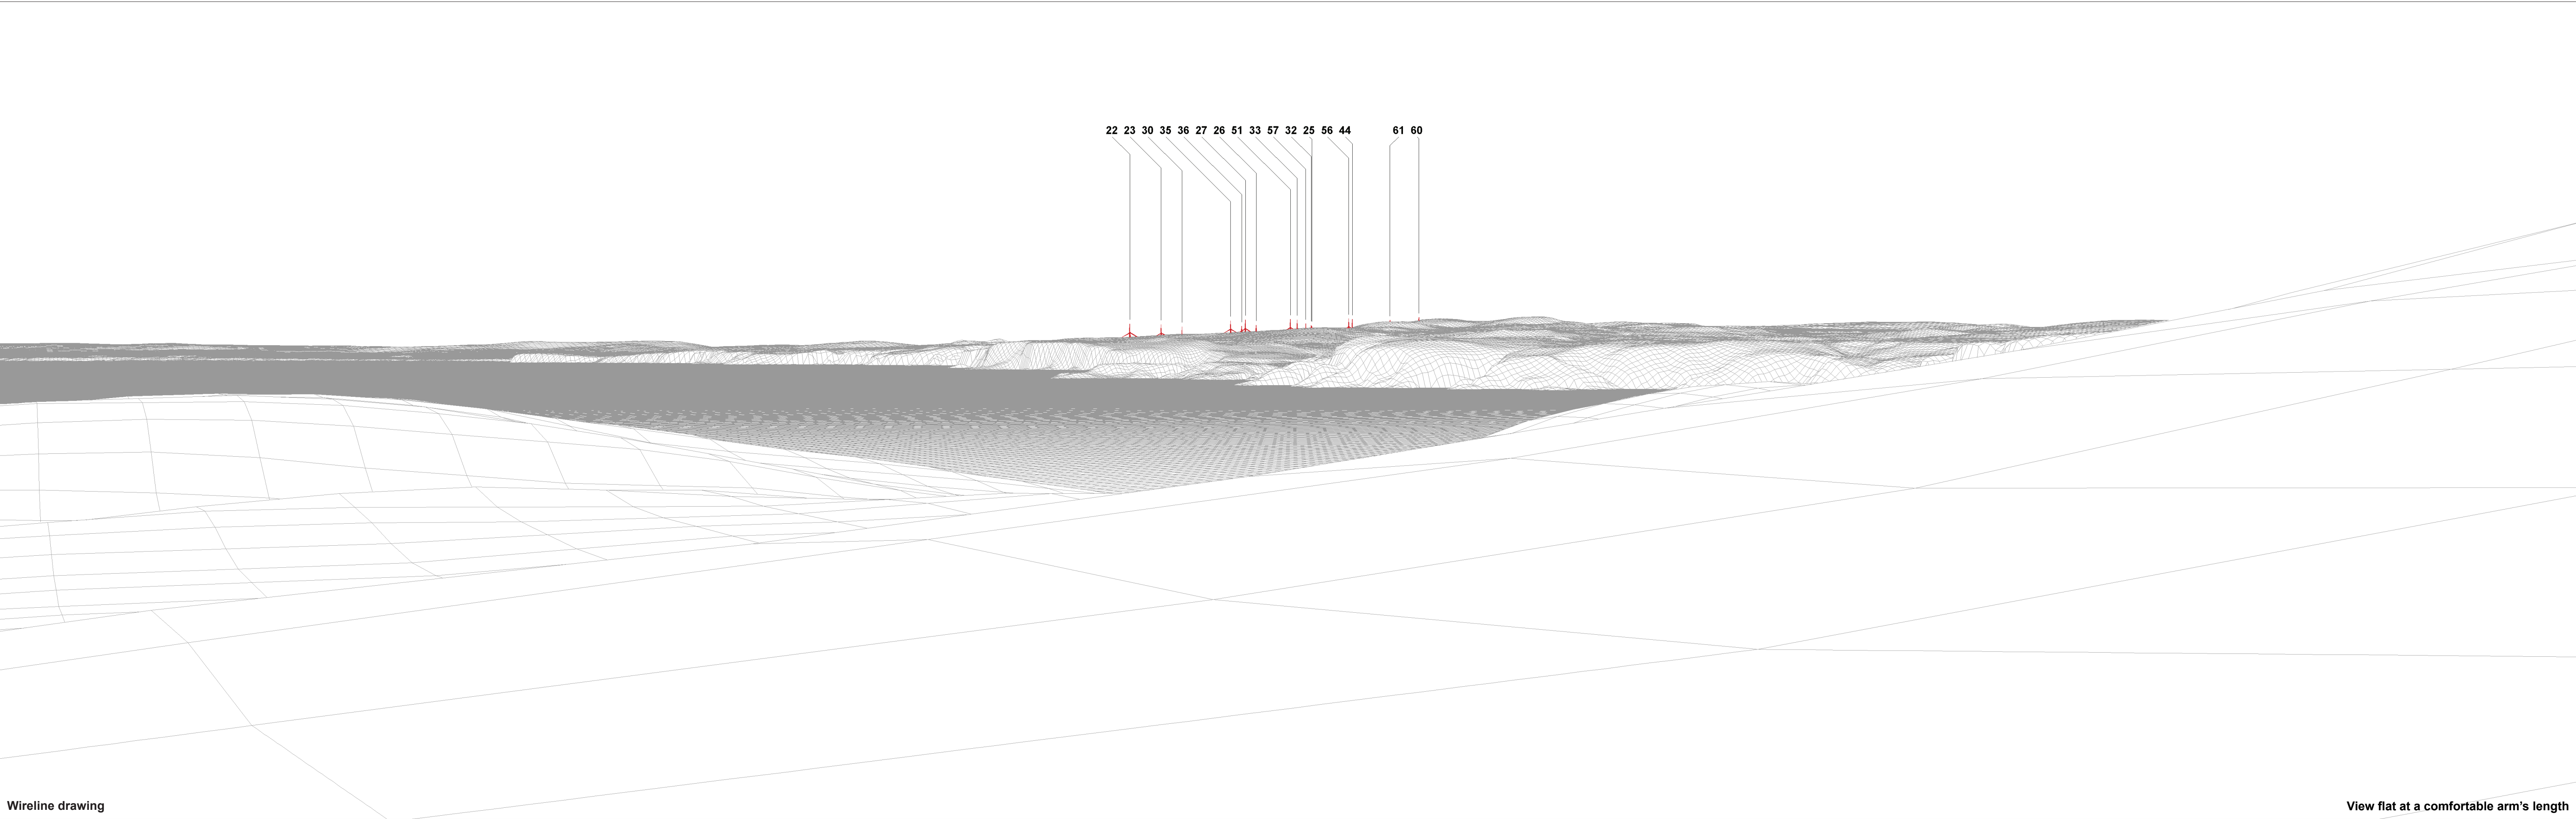 22 23 30 35 36 27 26 51 33 57 32 25 56 44 61 60
Wireline drawing
View flat at a comfortable arm's length